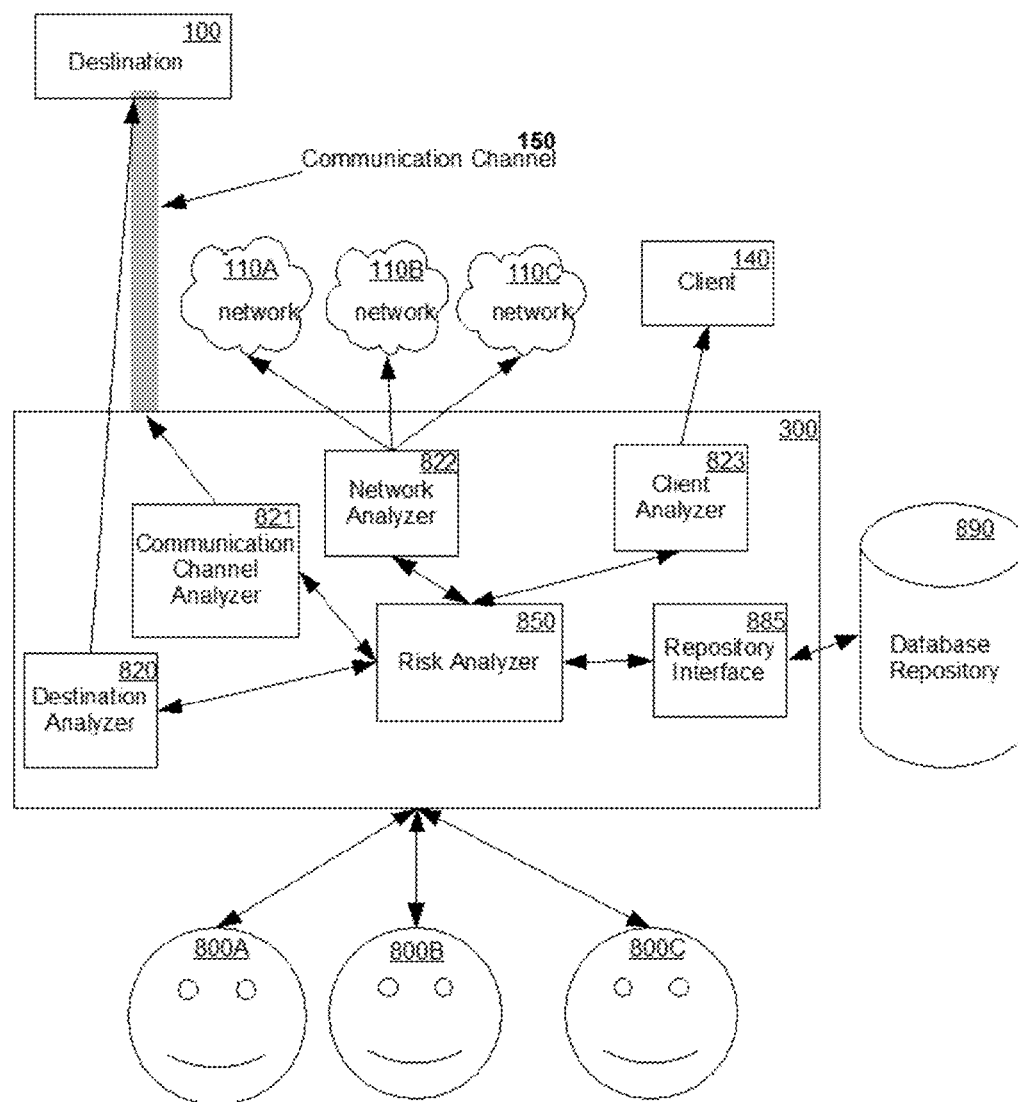 100
Destination
150
Communication Channel
110A
network
110B
network
110C
network
140
Client
300
822
Network
Analyzer
823
Client
Analyzer
821
Communication
Channel
Analyzer
890
Database
Repository
850
Risk Analyzer
885
Repository
Interface
820
Destination
Analyzer
800A
800B
800C